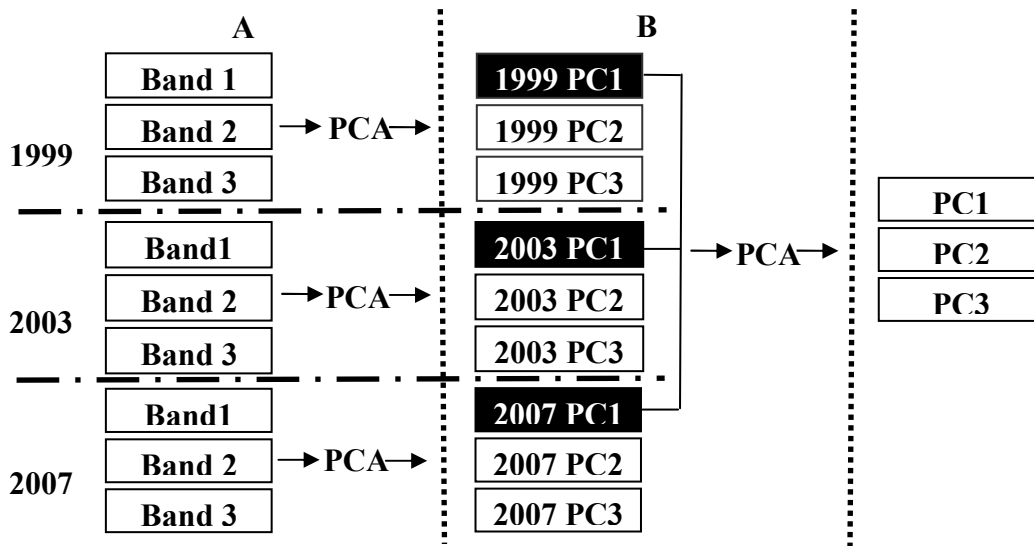 A
B
1999
Band 1
Band 2
Band 3
PCA
1999 PC1
1999 PC2
1999 PC3
2003
Band1
Band 2
Band 3
PCA
2003 PC1
2003 PC2
2003 PC3
2007
Band1
Band 2
Band 3
PCA
2007 PC1
2007 PC2
2007 PC3
PCA
PC1
PC2
PC3